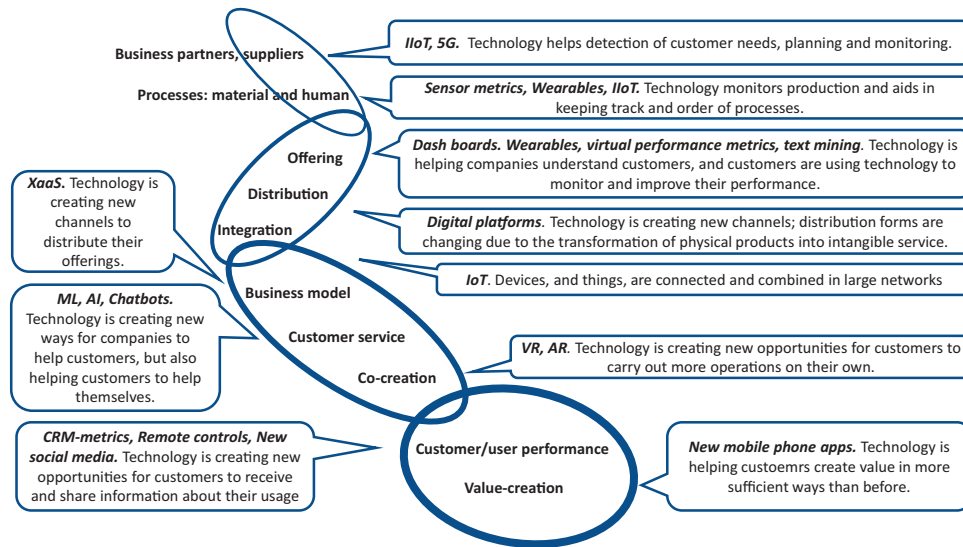 Business partners, suppliers
IIoT, 5G. Technology helps detection of customer needs, planning and monitoring.
Processes: material and human
Sensor metrics, Wearables, IIoT. Technology monitors production and aids in
keeping track and order of processes.
Offering
Dash boards. Wearables, virtual performance metrics, text mining. Technology is
helping companies understand customers, and customers are using technology to
monitor and improve their performance.
Distribution
XaaS. Technology is
creating new
channels to
distribute their
offerings.
Digital platforms. Technology is creating new channels; distribution forms are
changing due to the transformation of physical products into intangible service.
Integration
IoT. Devices, and things, are connected and combined in large networks
Business model
ML, AI, Chatbots.
Technology is creating new
ways for companies to
help customers, but also
helping customers to help
themselves.
Customer service
VR, AR. Technology is creating new opportunities for customers to
carry out more operations on their own.
Co-creation
CRM-metrics, Remote controls, New
social media. Technology is creating new
opportunities for customers to receive
and share information about their usage
Customer/user performance
New mobile phone apps. Technology is
helping custoemrs create value in more
sufficient ways than before.
Value-creation